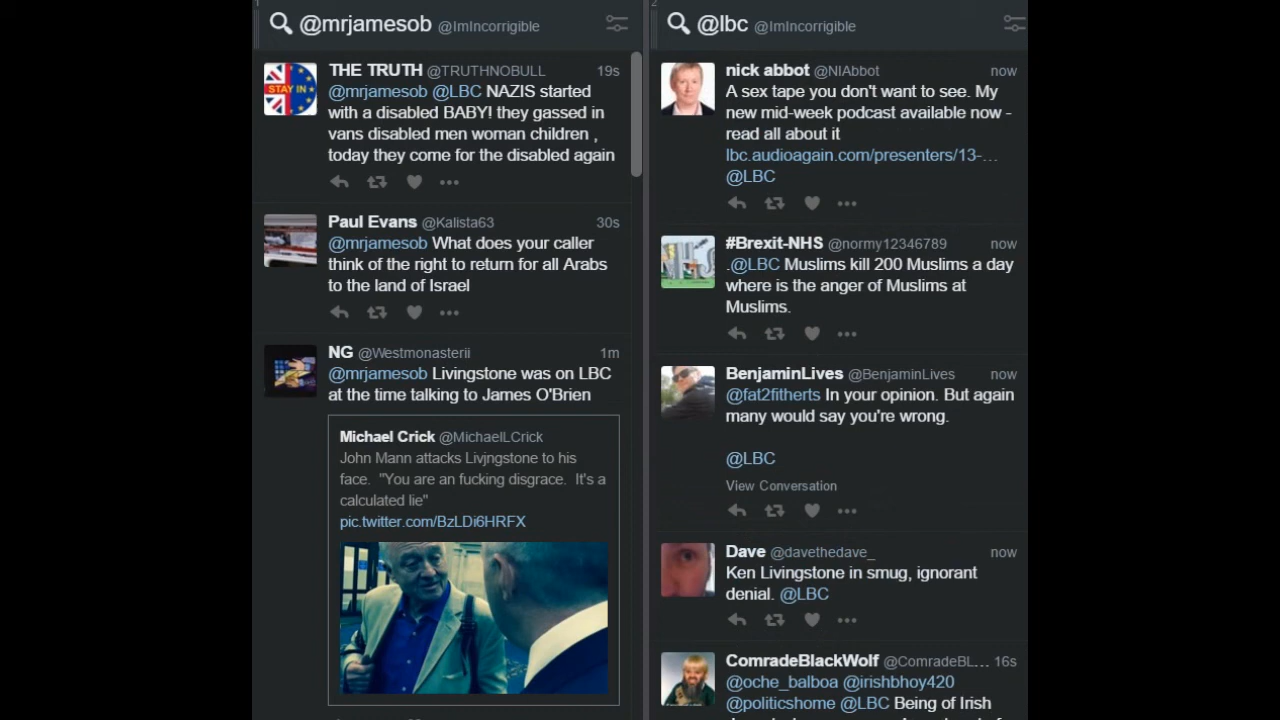 1
@mrjamesob @ImIncorrigible
THE TRUTH @TRUTHNOBULL 19s
STAY IN
@mrjamesob @LBC NAZIS started
with a disabled BABY! they gassed in
vans disabled men woman children ,
today they come for the disabled again
Paul Evans @Kalista63 30s
@mrjamesob What does your caller
think of the right to return for all Arabs
to the land of Israel
NG @Westmonasterii 1m
@mrjamesob Livingstone was on LBC
at the time talking to James O'Brien
Michael Crick @MichaelLCrick
John Mann attacks Livjngstone to his
face. "You are an fucking disgrace. It's a
calculated lie"
pic.twitter.com/BzLDi6HRFX
2
@lbc @ImIncorrigible
nick abbot @NIAbbot now
A sex tape you don't want to see. My
new mid-week podcast available now -
read all about it
lbc.audioagain.com/presenters/13-…
@LBC
#Brexit-NHS @normy12346789 now
.@LBC Muslims kill 200 Muslims a day
where is the anger of Muslims at
Muslims.
BenjaminLives @BenjaminLives now
@fat2fitherts In your opinion. But again
many would say you're wrong.
@LBC
View Conversation
Dave @davethedave_ now
Ken Livingstone in smug, ignorant
denial. @LBC
ComradeBlackWolf @ComradeBL… 16s
@oche_balboa @irishbhoy420
@politicshome @LBC Being of Irish